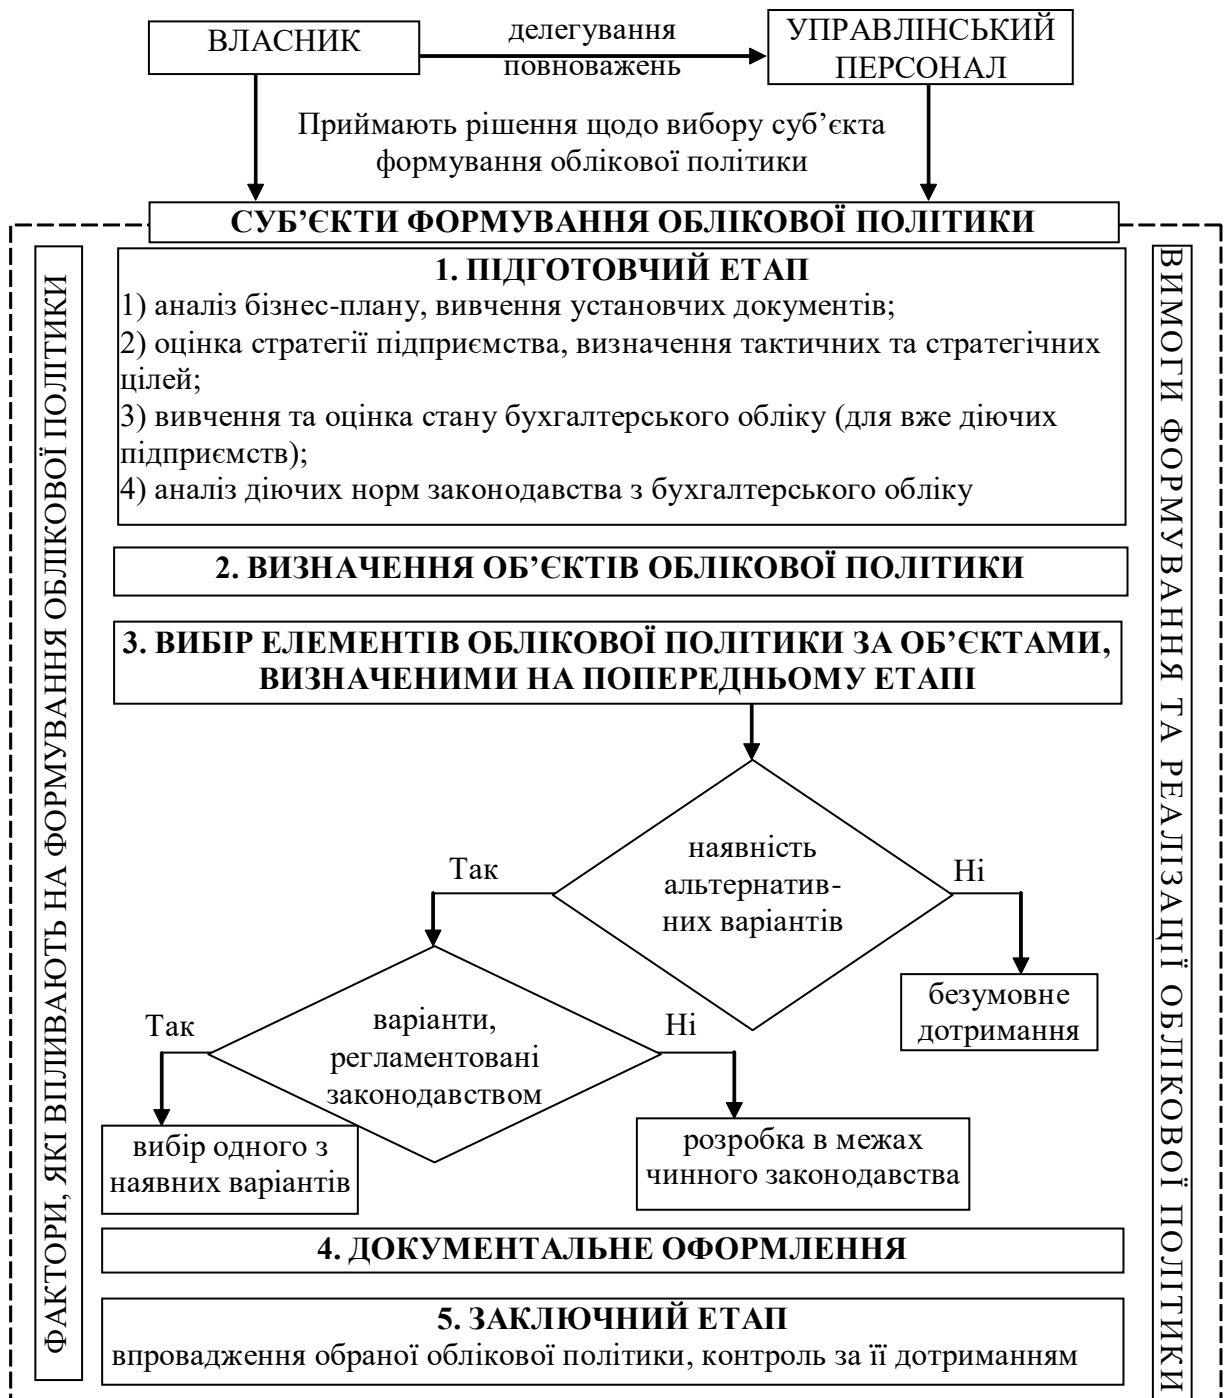 ВЛАСНИК
делегування
повноважень
УПРАВЛІНСЬКИЙ
ПЕРСОНАЛ
Приймають рішення щодо вибору суб’єкта
формування облікової політики
СУБ’ЄКТИ ФОРМУВАННЯ ОБЛІКОВОЇ ПОЛІТИКИ
ФАКТОРИ, ЯКІ ВПЛИВАЮТЬ НА ФОРМУВАННЯ ОБЛІКОВОЇ ПОЛІТИКИ
1. ПІДГОТОВЧИЙ ЕТАП
1) аналіз бізнес-плану, вивчення установчих документів;
2) оцінка стратегії підприємства, визначення тактичних та стратегічних
цілей;
3) вивчення та оцінка стану бухгалтерського обліку (для вже діючих
підприємств);
4) аналіз діючих норм законодавства з бухгалтерського обліку
2. ВИЗНАЧЕННЯ ОБ’ЄКТІВ ОБЛІКОВОЇ ПОЛІТИКИ
3. ВИБІР ЕЛЕМЕНТІВ ОБЛІКОВОЇ ПОЛІТИКИ ЗА ОБ’ЄКТАМИ,
ВИЗНАЧЕНИМИ НА ПОПЕРЕДНЬОМУ ЕТАПІ
наявність
альтернатив-
них варіантів
Так
Ні
безумовне
дотримання
варіанти,
регламентовані
законодавством
Так
Ні
вибір одного з
наявних варіантів
розробка в межах
чинного законодавства
4. ДОКУМЕНТАЛЬНЕ ОФОРМЛЕННЯ
5. ЗАКЛЮЧНИЙ ЕТАП
впровадження обраної облікової політики, контроль за її дотриманням
ВИМОГИ ФОРМУВАННЯ ТА РЕАЛІЗАЦІЇ ОБЛІКОВОЇ ПОЛІТИКИ